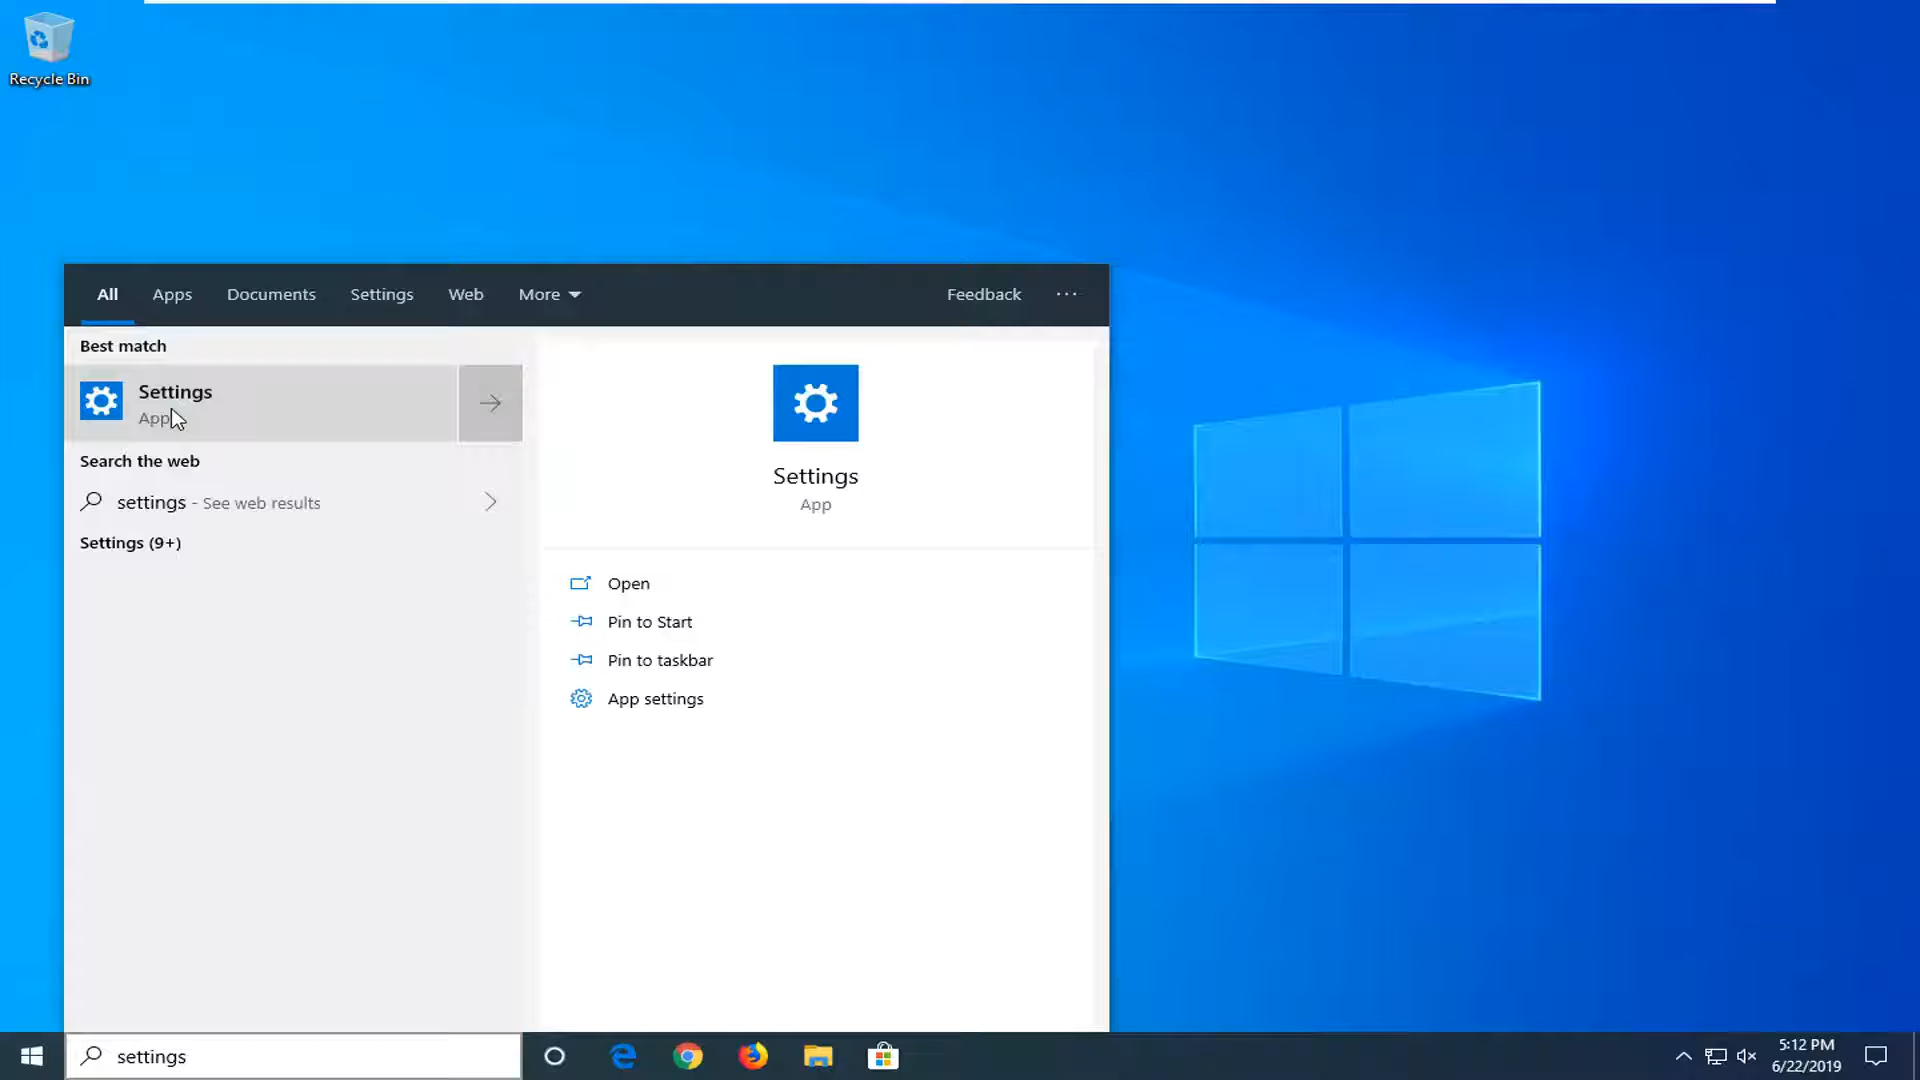 Recycle Bin
All Apps Documents Settings Web More Feedback ...
Best match
Settings
App
Search the web
settings - See web results
Settings (9+)
Settings
App
Open
Pin to Start
Pin to taskbar
App settings
settings
5:12 PM
6/22/2019